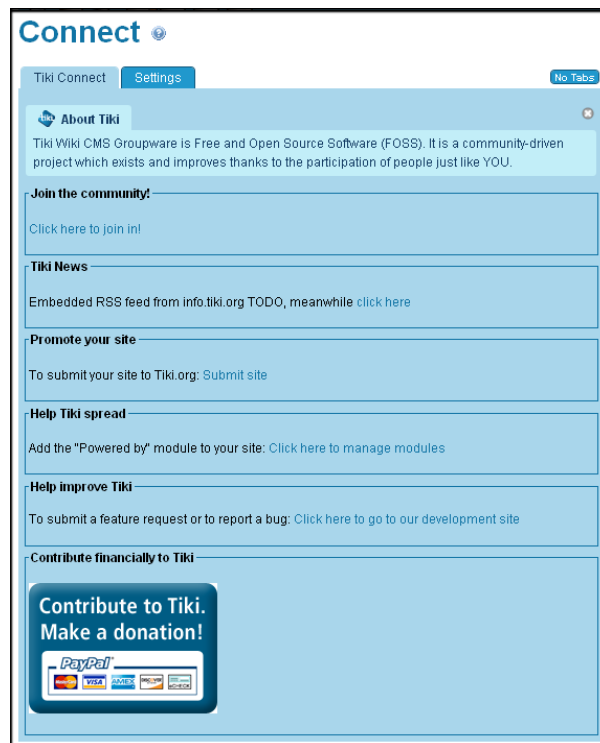 Connect
Tiki Connect
Settings
No Tabs
About Tiki
Tiki Wiki CMS Groupware is Free and Open Source Software (FOSS). It is a community-driven
project which exists and improves thanks to the participation of people just like YOU.
Join the community!
Click here to join in!
Tiki News
Embedded RSS feed from info.tiki.org TODO, meanwhile click here
Promote your site
To submit your site to Tiki.org: Submit site
Help Tiki spread
Add the "Powered by" module to your site: Click here to manage modules
Help improve Tiki
To submit a feature request or to report a bug: Click here to go to our development site
Contribute financially to Tiki
Contribute to Tiki.
Make a donation!
PayPal
VISA AMEX